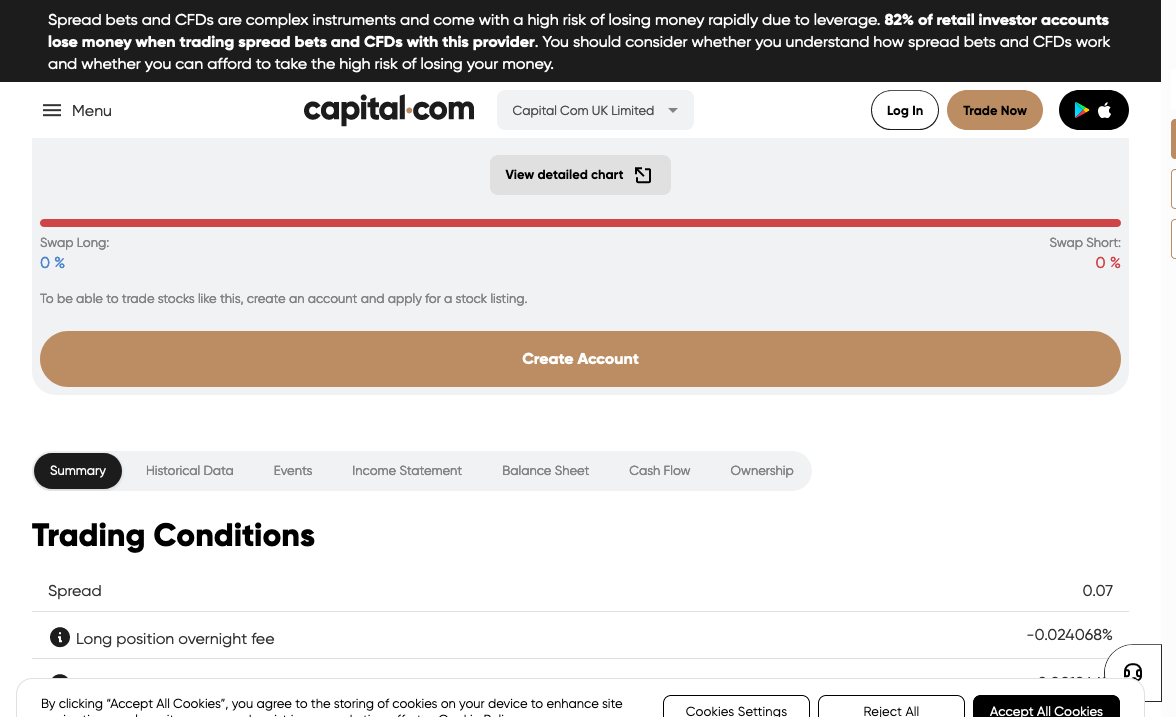 Spread bets and CFDs are complex instruments and come with a high risk of losing money rapidly due to leverage. 82% of retail investor accounts
lose money when trading spread bets and CFDs with this provider. You should consider whether you understand how spread bets and CFDs work
and whether you can afford to take the high risk of losing your money.
Menu
capital.com
Capital Com UK Limited
Log In
Trade Now
View detailed chart
Swap Long:
Swap Short:
0 %
0 %
To be able to trade stocks like this, create an account and apply for a stock listing.
Create Account
Summary
Historical Data
Events
Income Statement
Balance Sheet
Cash Flow
Ownership
Trading Conditions
Spread
0.07
Long position overnight fee
-0.024068%
By clicking “Accept All Cookies”, you agree to the storing of cookies on your device to enhance site
Cookies Settings
Reject All
Accept All Cookies